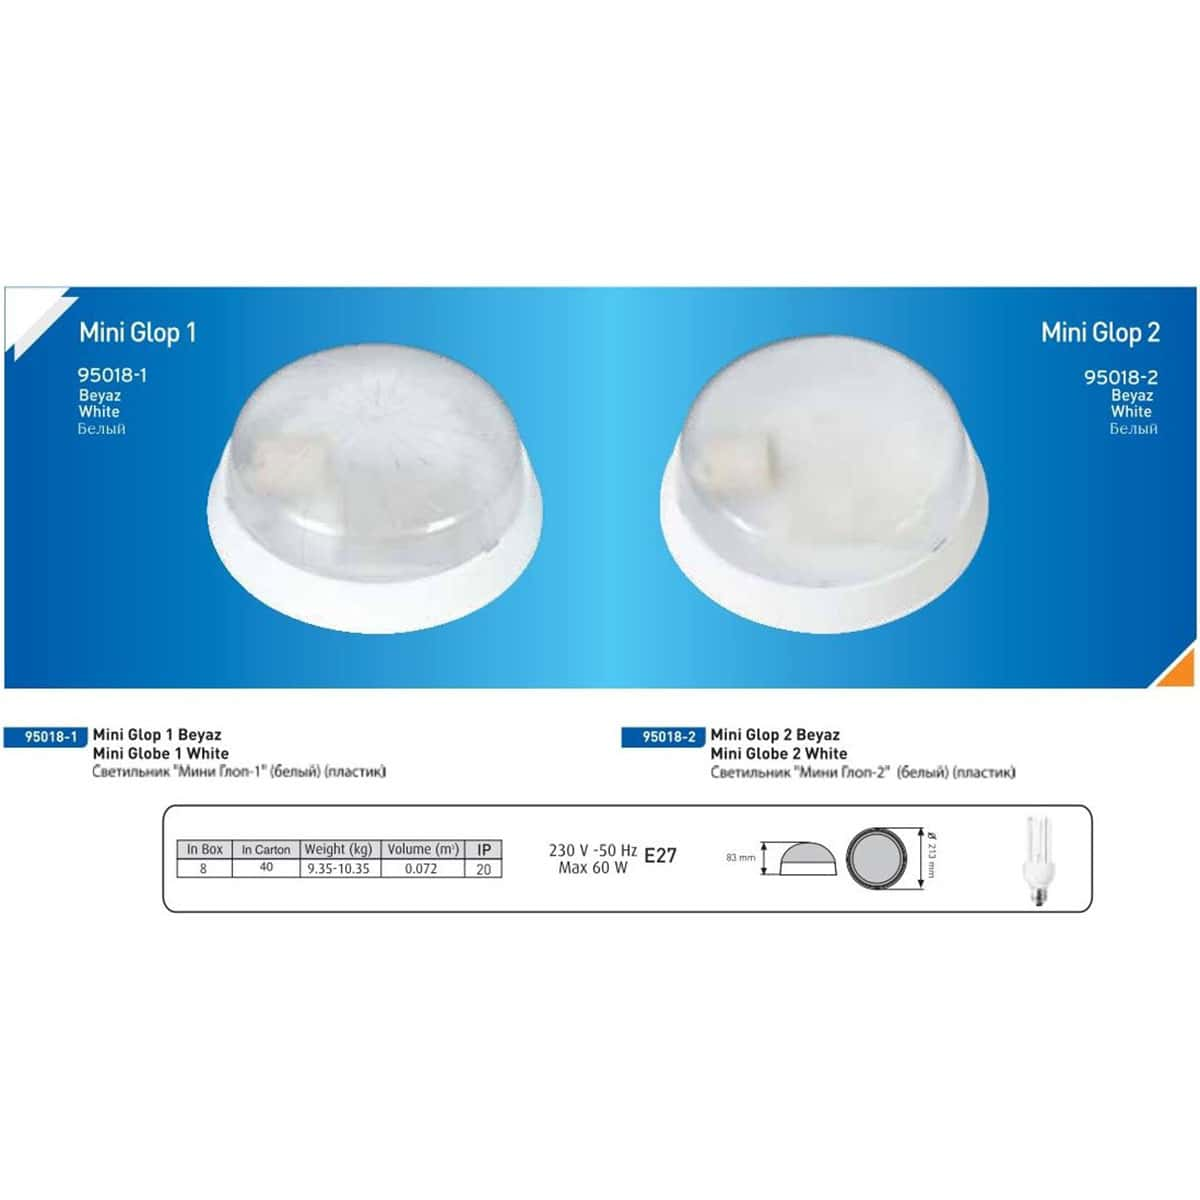 Mini Glop 1
95018-1
Beyaz
White
Белый
Mini Glop 2
95018-2
Beyaz
White
Белый
95018-1 Mini Glop 1 Beyaz
Mini Globe 1 White
Светильник "Мини Глоп-1" (белый) (пластик)
95018-2 Mini Glop 2 Beyaz
Mini Globe 2 White
Светильник "Мини Глоп-2" (белый) (пластик)
In Box In Carton Weight (kg) Volume (m³) IP
8 40 9.35-10.35 0.072 20
230 V -50 Hz E27
Max 60 W
83 mm
Ø 213 mm